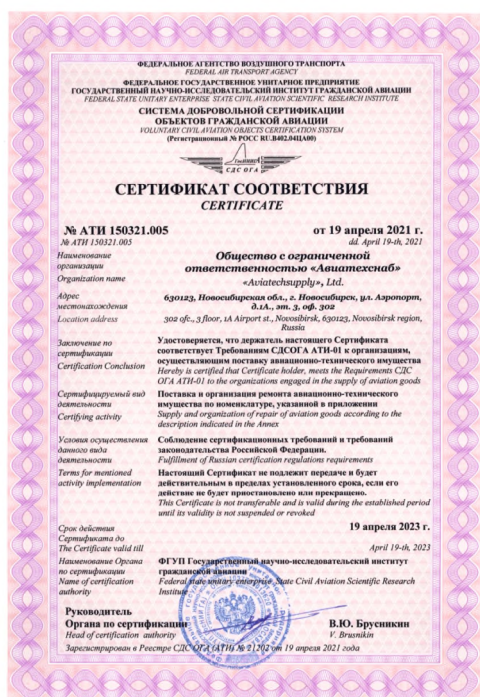 ФЕДЕРАЛЬНОЕ АГЕНТСТВО ВОЗДУШНОГО ТРАНСПОРТА
FEDERAL AIR TRANSPORT AGENCY
ФЕДЕРАЛЬНОЕ ГОСУДАРСТВЕННОЕ УНИТАРНОЕ ПРЕДПРИЯТИЕ
ГОСУДАРСТВЕННЫЙ НАУЧНО-ИССЛЕДОВАТЕЛЬСКИЙ ИНСТИТУТ ГРАЖДАНСКОЙ АВИАЦИИ
FEDERAL STATE UNITARY ENTERPRISE STATE CIVIL AVIATION SCIENTIFIC RESEARCH INSTITUTE
СИСТЕМА ДОБРОВОЛЬНОЙ СЕРТИФИКАЦИИ
ОБЪЕКТОВ ГРАЖДАНСКОЙ АВИАЦИИ
VOLUNTARY CIVIL AVIATION OBJECTS CERTIFICATION SYSTEM
(Регистрационный № РОСС RU.В402.04ЦА00)
ГосНИИГА
СДС ОГА
СЕРТИФИКАТ СООТВЕТСТВИЯ
CERTIFICATE
№ АТИ 150321.005 от 19 апреля 2021 г.
№ АТИ 150321.005 dd. April 19-th, 2021
Наименование организации
Organization name
Общество с ограниченной
ответственностью «Авиатехснаб»
«Aviatechsupply», Ltd.
Адрес
местонахождения
Location address
630123, Новосибирская обл., г. Новосибирск, ул. Аэропорт,
д.1А., эт. 3, оф. 302
302 ofc., 3 floor, 1A Airport st., Novosibirsk, 630123, Novosibirsk region,
Russia
Заключение по
сертификации
Certification Conclusion
Удостоверяется, что держатель настоящего Сертификата
соответствует Требованиям СДСОГА АТИ-01 к организациям,
осуществляющим поставку авиационно-технического имущества
Hereby is certified that Certificate holder, meets the Requirements СДС
ОГА АТИ-01 to the organizations engaged in the supply of aviation goods
Сертифицируемый вид
деятельности
Certifying activity
Поставка и организация ремонта авиационно-технического
имущества по номенклатуре, указанной в приложении
Supply and organization of repair of aviation goods according to the
description indicated in the Annex
Условия осуществления
данного вида
деятельности
Terms for mentioned
activity implementation
Соблюдение сертификационных требований и требований
законодательства Российской Федерации.
Fulfillment of Russian certification regulations requirements
Настоящий Сертификат не подлежит передаче и будет
действительным в пределах установленного срока, если его
действие не будет приостановлено или прекращено.
This Certificate is not transferable and is valid during the established period
until its validity is not suspended or revoked
Срок действия
Сертификата до
The Certificate valid till
19 апреля 2023 г.
April 19-th, 2023
Наименование Органа
по сертификации
Name of certification
authority
ФГУП Государственный научно-исследовательский институт
гражданской авиации
Federal state unitary enterprise State Civil Aviation Scientific Research
Institute
Руководитель
Органа по сертификации
Head of certification authority
В.Ю. Брусникин
V. Brusnikin
Зарегистрирован в Реестре СДС ОГА (АТИ) № 21202 от 19 апреля 2021 года